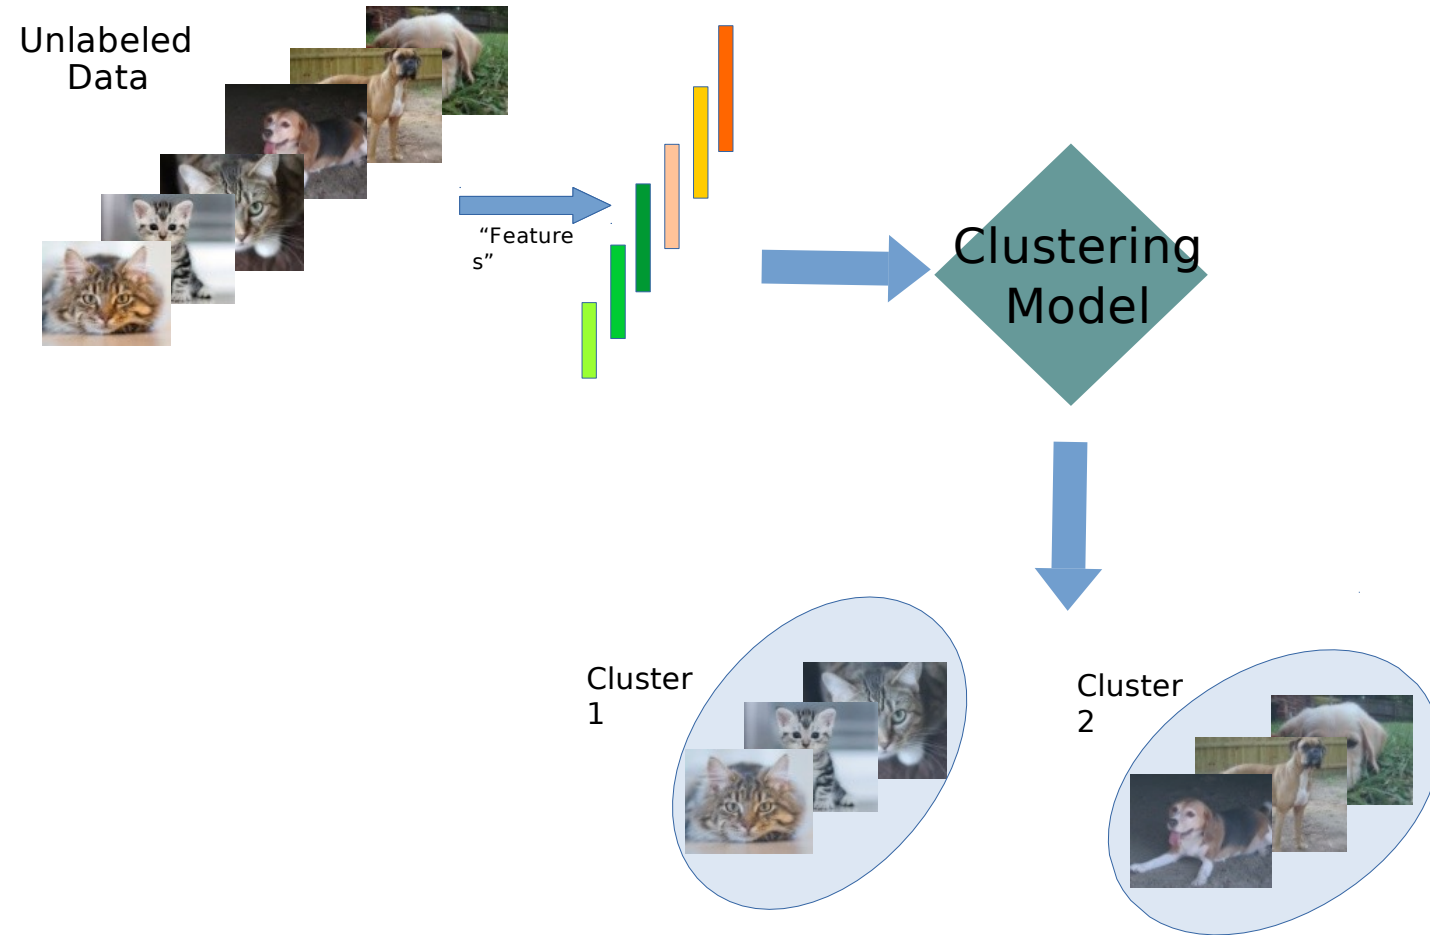 Unlabeled
Data
“Feature
s”
Clustering
Model
Cluster
1
Cluster
2